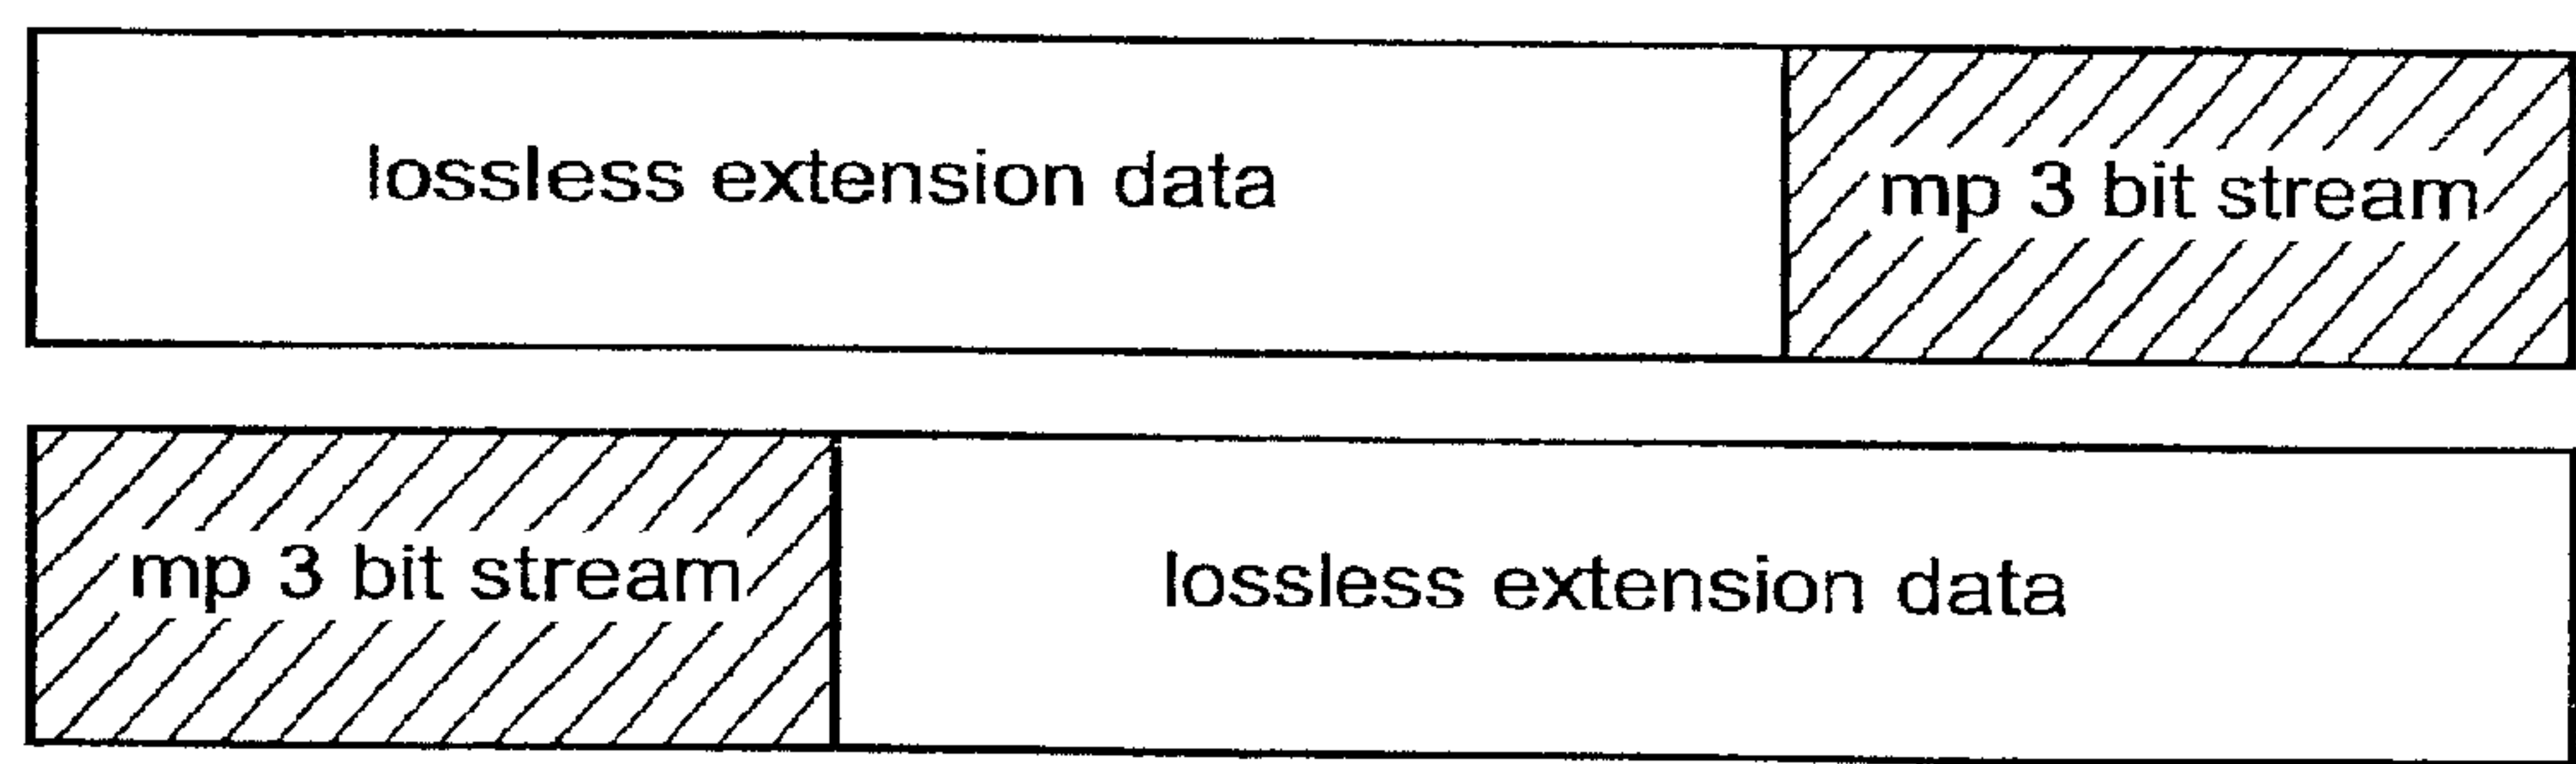 lossless extension data
mp 3 bit stream
mp 3 bit stream
lossless extension data